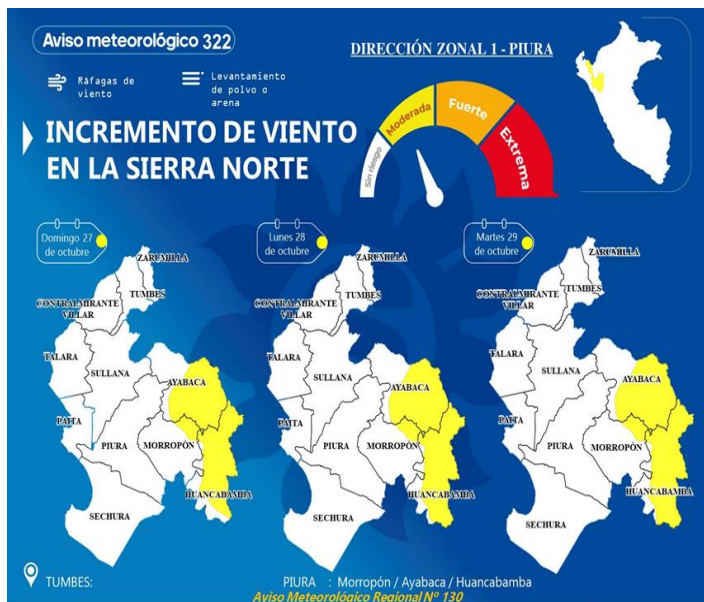 Aviso meteorológico 322
DIRECCIÓN ZONAL 1 - PIURA
Ráfagas de
viento
Levantamiento
de polvo o
arena
INCREMENTO DE VIENTO
EN LA SIERRA NORTE
Sin riesgo
Moderada
Fuerte
Extrema
Domingo 27
de octubre
ZARUMILLA
TUMBES
CONTRALMIRANTE
VILLAR
TALARA
SULLANA
AYABACA
PAITA
PIURA
MORROPÓN
HUANCABAMBA
SECHURA
Lunes 28
de octubre
ZARUMILLA
TUMBES
CONTRALMIRANTE
VILLAR
TALARA
SULLANA
AYABACA
PAITA
PIURA
MORROPÓN
HUANCABAMBA
SECHURA
Martes 29
de octubre
ZARUMILLA
TUMBES
CONTRALMIRANTE
VILLAR
TALARA
SULLANA
AYABACA
PAITA
PIURA
MORROPÓN
HUANCABAMBA
SECHURA
TUMBES:
PIURA : Morropón / Ayabaca / Huancabamba
Aviso Meteorológico Regional N° 130